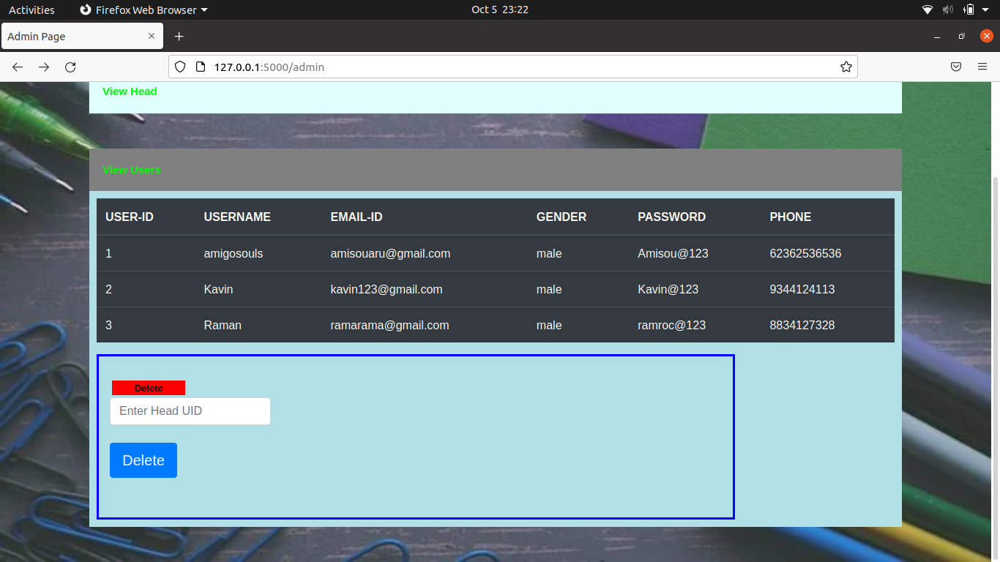 Activities Firefox Web Browser Oct 5 23:22
Admin Page
127.0.0.1:5000/admin
View Head
View Users
USER-ID USERNAME EMAIL-ID GENDER PASSWORD PHONE
1 amigosouls amisouaru@gmail.com male Amisou@123 62362536536
2 Kavin kavin123@gmail.com male Kavin@123 9344124113
3 Raman ramarama@gmail.com male ramroc@123 8834127328
Delete
Enter Head UID
Delete